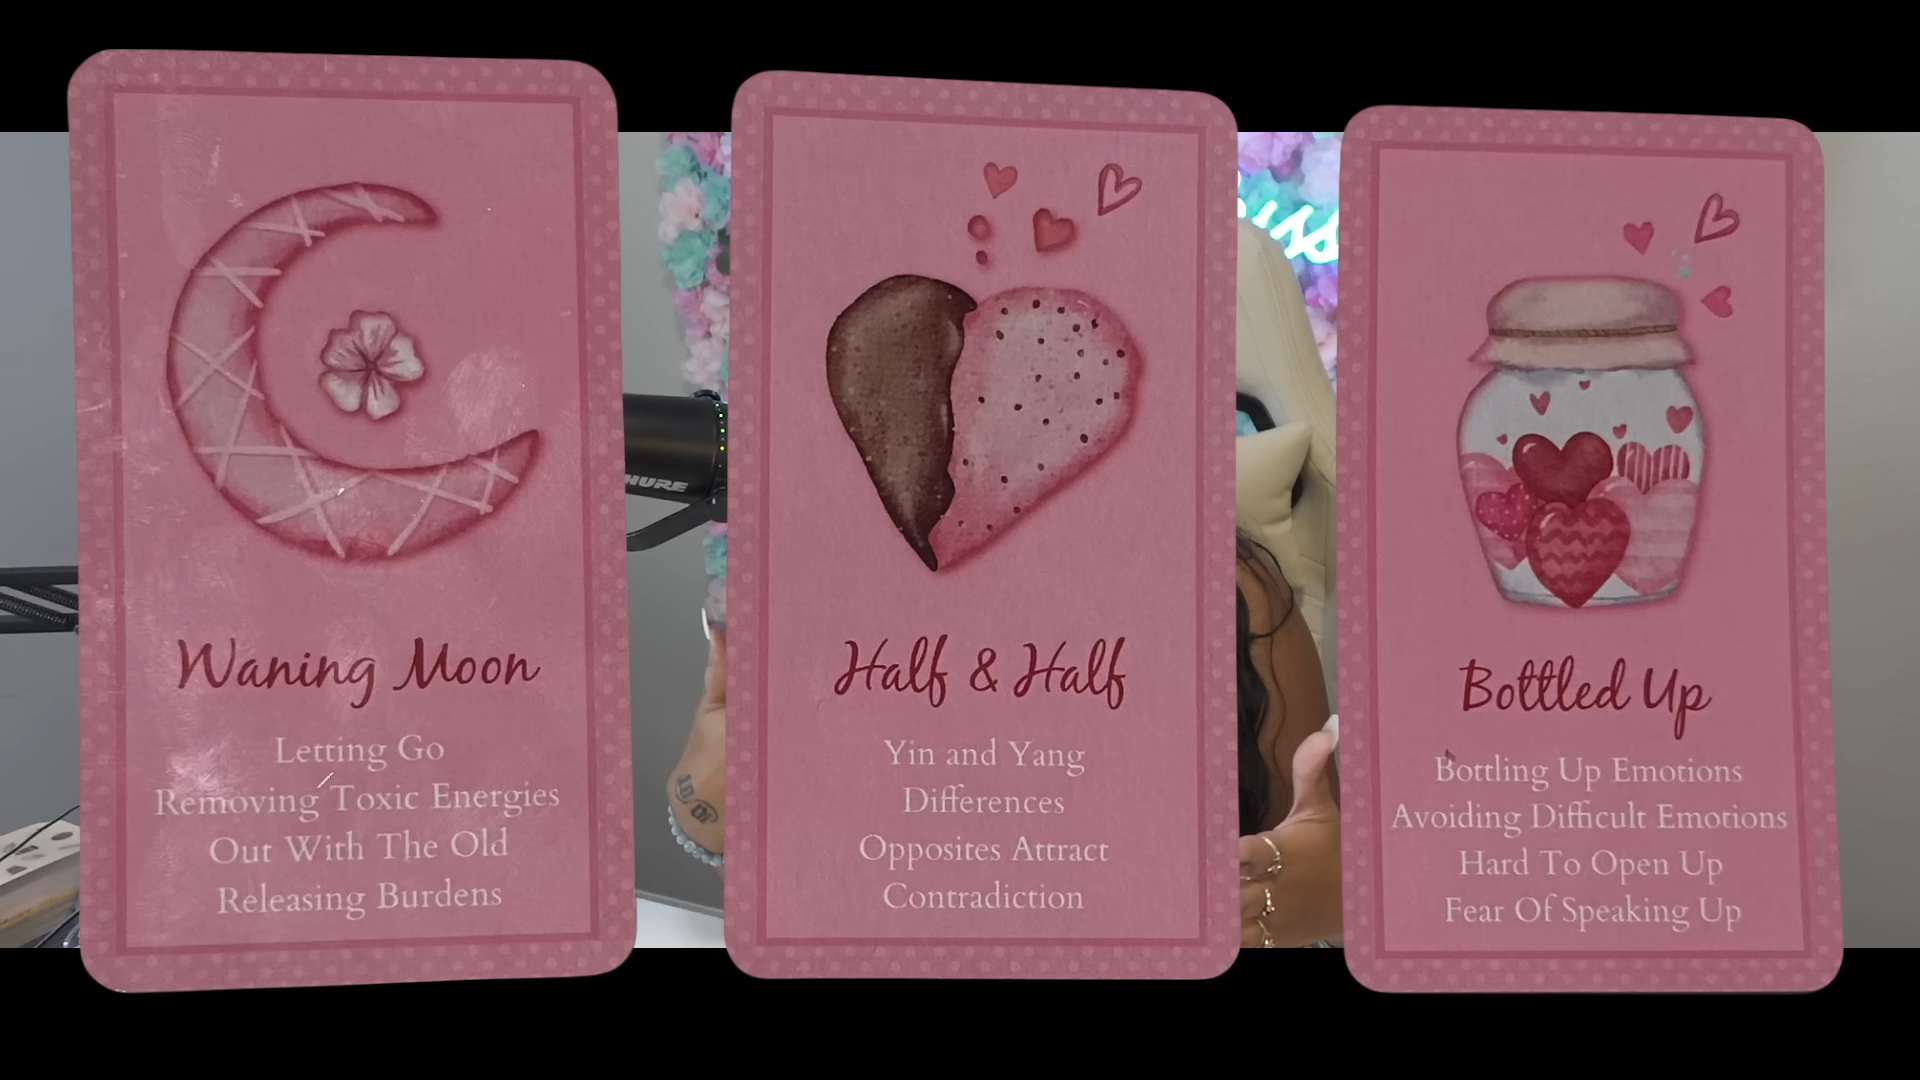 Waning Moon
Letting Go
Removing Toxic Energies
Out With The Old
Releasing Burdens
Half & Half
Yin and Yang
Differences
Opposites Attract
Contradiction
Bottled Up
Bottling Up Emotions
Avoiding Difficult Emotions
Hard To Open Up
Fear Of Speaking Up
HURE